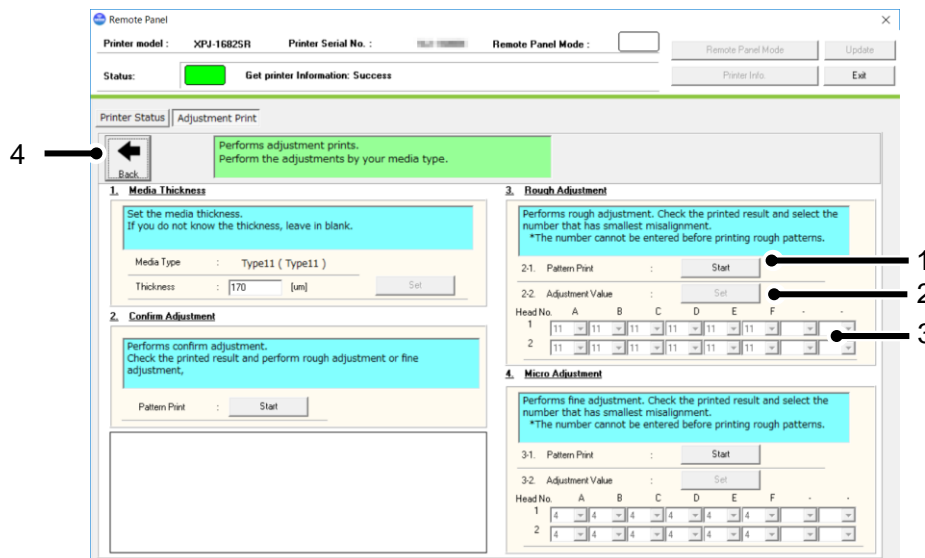 Remote Panel
Printer model : XPJ-1682SR Printer Serial No. : Remote Panel Mode :
Remote Panel Mode Update
Status: Get printer Information: Success
Printer Info. Exit
Printer Status Adjustment Print
4
Back
Performs adjustment prints.
Perform the adjustments by your media type.
1. Media Thickness
Set the media thickness.
If you do not know the thickness, leave in blank.
Media Type : Type11 ( Type11 )
Thickness : 170 [um] Set
2. Confirm Adjustment
Performs confirm adjustment.
Check the printed result and perform rough adjustment or fine
adjustment,
Pattern Print : Start
3. Rough Adjustment
Performs rough adjustment. Check the printed result and select the
number that has smallest misalignment.
*The number cannot be entered before printing rough patterns.
2-1. Pattern Print : Start
1
2-2. Adjustment Value : Set
2
Head No. A B C D E F - -
1 11 11 11 11 11 11
3
2 11 11 11 11 11 11
4. Micro Adjustment
Performs fine adjustment. Check the printed result and select the
number that has smallest misalignment.
*The number cannot be entered before printing rough patterns.
3-1. Pattern Print : Start
3-2. Adjustment Value : Set
Head No. A B C D E F - -
1 4 4 4 4 4 4
2 4 4 4 4 4 4